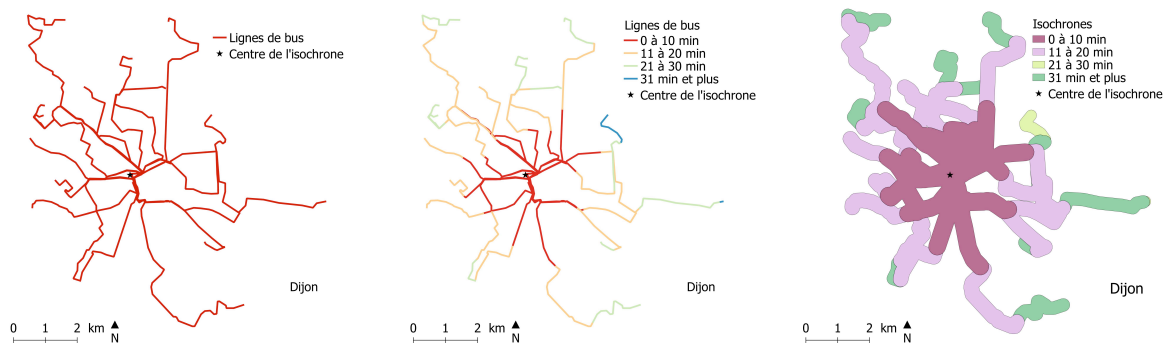 Lignes de bus
Centre de l'isochrone
Dijon
0 1 2 km
N
Lignes de bus
0 à 10 min
11 à 20 min
21 à 30 min
31 min et plus
Centre de l'isochrone
Dijon
0 1 2 km
N
Isochrones
0 à 10 min
11 à 20 min
21 à 30 min
31 min et plus
Centre de l'isochrone
Dijon
0 1 2 km
N